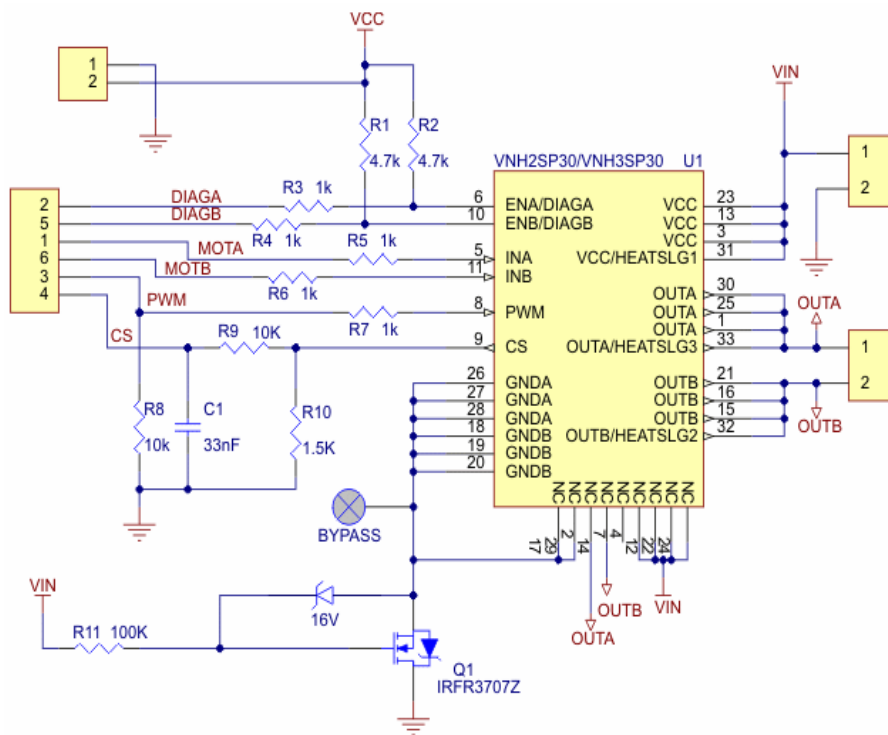 VCC
1
2
VIN
R1
4.7k
R2
4.7k
VNH2SP30/VNH3SP30 U1
1
2
DIAGA
DIAGB
MOTA
MOTB
PWM
CS
2
5
1
6
3
4
R3 1k
R4 1k
R5 1k
R6 1k
R7 1k
R9 10K
R8
10k
C1
33nF
R10
1.5K
6 ENA/DIAGA
10 ENB/DIAGB
5 INA
11 INB
8 PWM
9 CS
26 GNDA
27 GNDA
28 GNDA
18 GNDB
19 GNDB
20 GNDB
VCC 23
VCC 13
VCC 3
VCC/HEATSLG1 31
OUTA 30
OUTA 25
OUTA 1
OUTA/HEATSLG3 33
OUTB 21
OUTB 16
OUTB 15
OUTB/HEATSLG2 32
OUTA
1
2
OUTB
NC NC NC NC NC NC NC NC NC
17 29 2 14 7 4 12 22 24
BYPASS
OUTB
OUTA
VIN
VIN
R11 100K
16V
Q1
IRFR3707Z